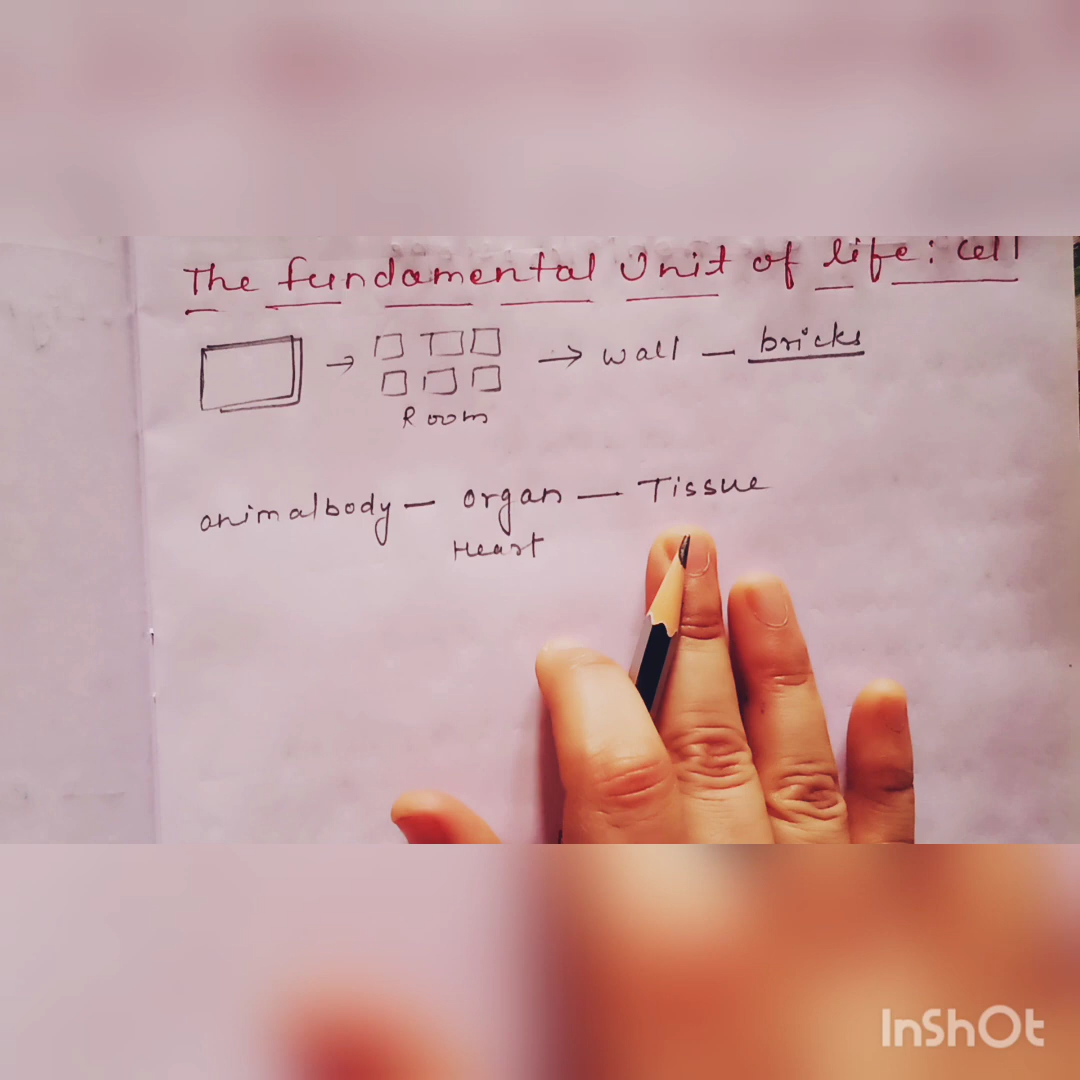 The fundamental Unit of life: Cell
→ → wall – bricks
Room
animalbody – organ – Tissue
Heart
InShOt